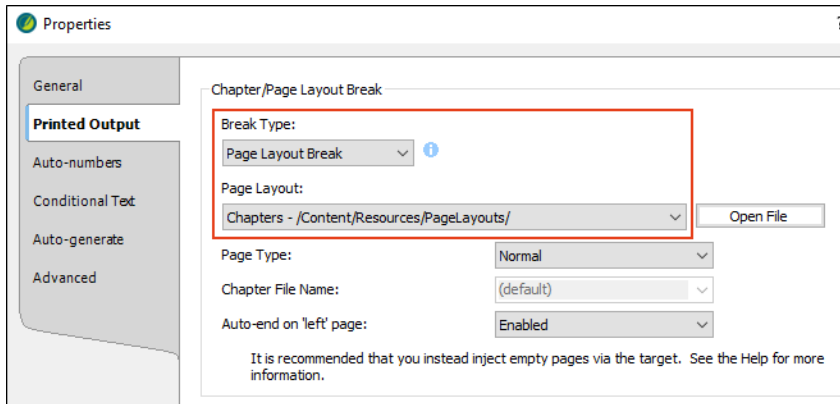 Properties
?
General
Printed Output
Auto-numbers
Conditional Text
Auto-generate
Advanced
Chapter/Page Layout Break
Break Type:
Page Layout Break
Page Layout:
Chapters - /Content/Resources/PageLayouts/
Open File
Page Type:
Normal
Chapter File Name:
(default)
Auto-end on 'left' page:
Enabled
It is recommended that you instead inject empty pages via the target. See the Help for more
information.